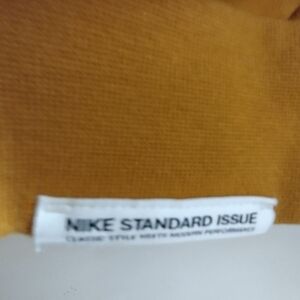 NIKE STANDARD ISSUE
CLASSIC STYLE MEETS MODERN PERFORMANCE